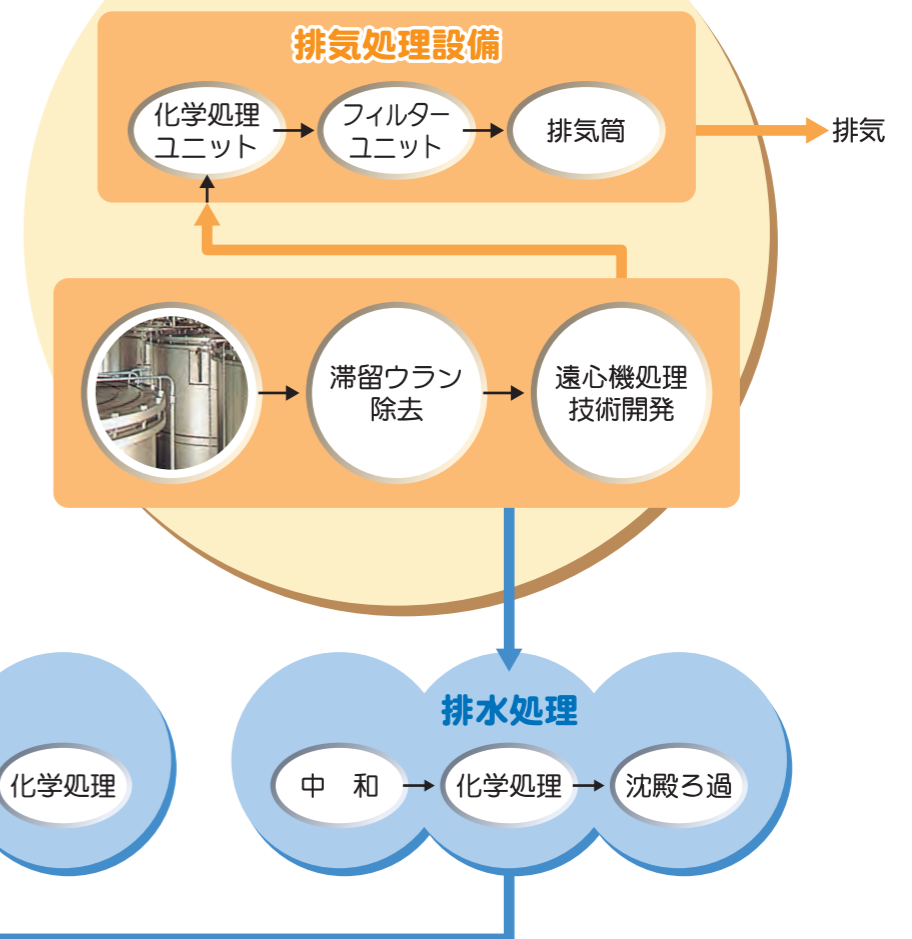 排気処理設備
化学処理
ユニット
フィルター
ユニット
排気筒
排気
滞留ウラン
除去
遠心機処理
技術開発
排水処理
化学処理
中 和
化学処理
沈殿ろ過